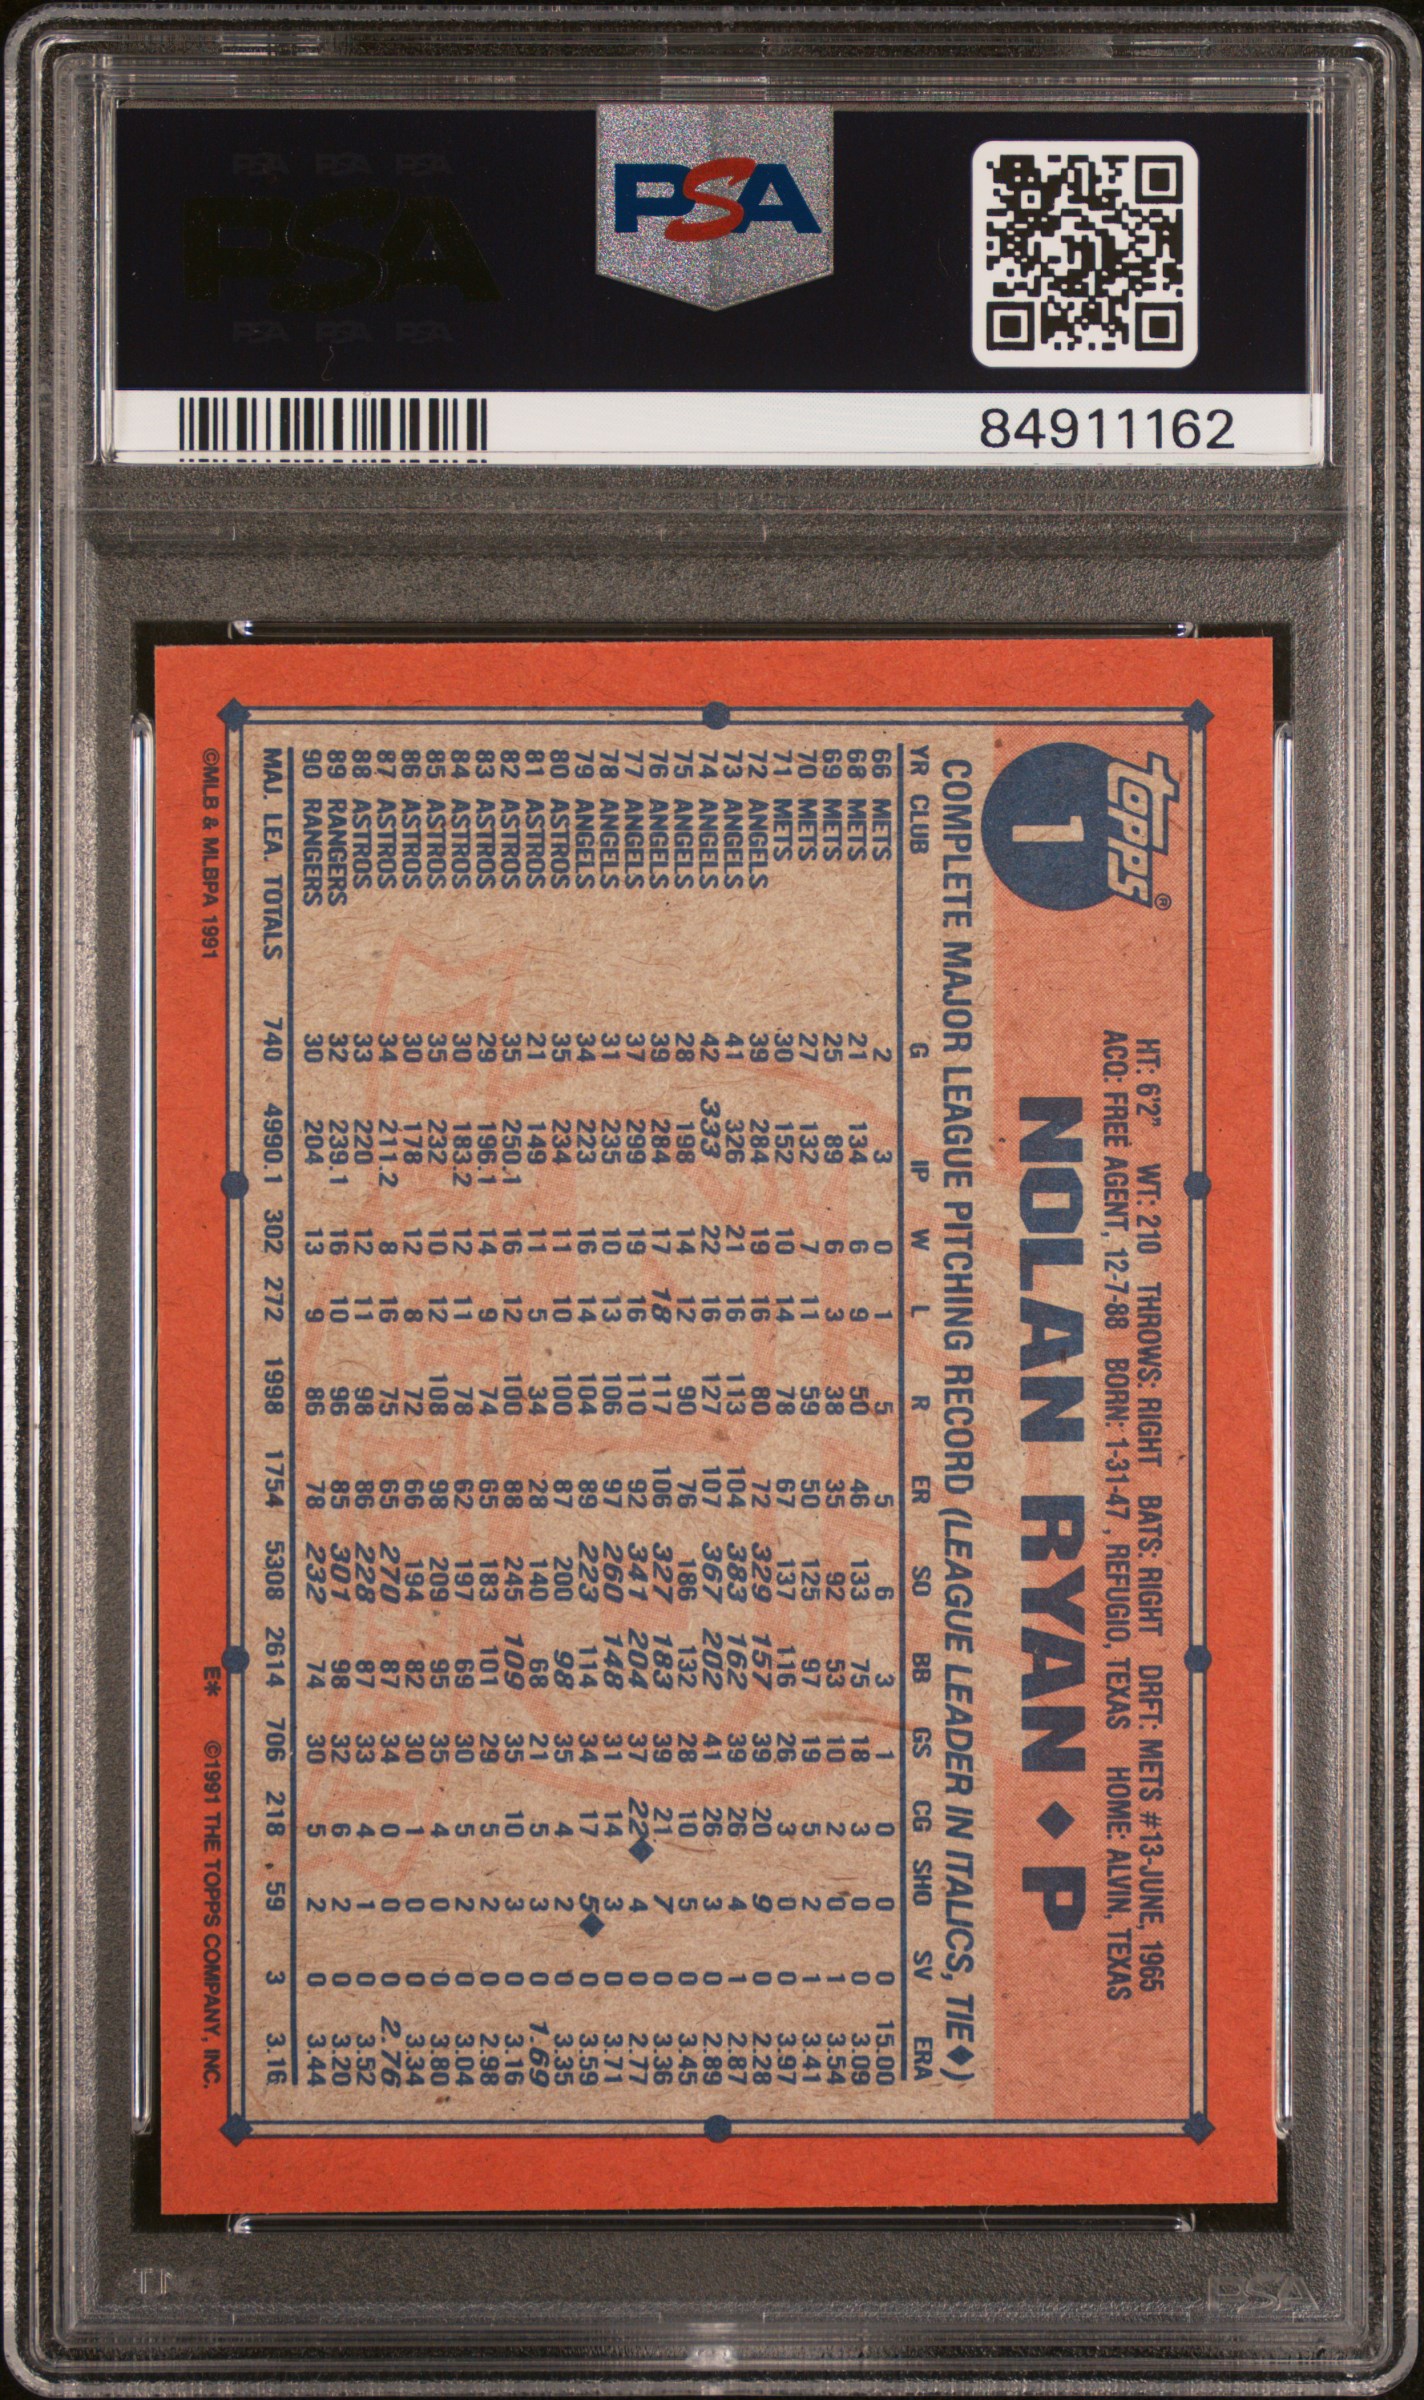 PSA PSA PSA
PSA
PSA PSA PSA
PSA
84911162
topps®
1
HT: 6'2" WT: 210 THROWS: RIGHT BATS: RIGHT DRFT: METS #13-JUNE, 1965
ACQ: FREE AGENT, 12-7-88 BORN: 1-31-47, REFUGIO, TEXAS HOME: ALVIN, TEXAS
NOLAN RYAN ◆ P
COMPLETE MAJOR LEAGUE PITCHING RECORD (LEAGUE LEADER IN ITALICS, TIE◆)
YR CLUB G IP W L R ER SO BB GS CG SHO SV ERA
66 METS 2 3 0 1 5 5 6 3 1 0 0 0 15.00
68 METS 21 134 6 9 50 46 133 75 18 3 0 0 3.09
69 METS 25 89 6 3 38 35 92 53 10 2 0 1 3.54
70 METS 27 132 7 11 59 50 125 97 19 5 2 1 3.41
71 METS 30 152 10 14 78 67 137 116 26 3 0 0 3.97
72 ANGELS 39 284 19 16 80 72 329 157 39 20 9 0 2.28
73 ANGELS 41 326 21 16 113 104 383 162 39 26 4 1 2.87
74 ANGELS 42 333 22 16 127 107 367 202 41 26 3 0 2.89
75 ANGELS 28 198 14 12 90 76 186 132 28 10 5 0 3.45
76 ANGELS 39 284 17 18 117 106 327 183 39 21 7 0 3.36
77 ANGELS 37 299 19 16 110 92 341 204 37 22◆ 4 0 2.77
78 ANGELS 31 235 10 13 106 97 260 148 31 14 3 0 3.71
79 ANGELS 34 223 16 14 104 89 223 114 34 17 5◆ 0 3.59
80 ASTROS 35 234 11 10 100 87 200 98 35 4 2 0 3.35
81 ASTROS 21 149 11 5 34 28 140 68 21 5 3 0 1.69
82 ASTROS 35 250.1 16 12 100 88 245 109 35 10 3 0 3.16
83 ASTROS 29 196.1 14 9 74 65 183 101 29 5 2 0 2.98
84 ASTROS 30 183.2 12 11 78 62 197 69 30 5 2 0 3.04
85 ASTROS 35 232 10 12 108 98 209 95 35 4 0 0 3.80
86 ASTROS 30 178 12 8 72 66 194 82 30 1 0 0 3.34
87 ASTROS 34 211.2 8 16 75 65 270 87 34 0 0 0 2.76
88 ASTROS 33 220 12 11 98 86 228 87 33 4 1 0 3.52
89 RANGERS 32 239.1 16 10 96 85 301 98 32 6 2 0 3.20
90 RANGERS 30 204 13 9 86 78 232 74 30 5 2 0 3.44
MAJ. LEA. TOTALS 740 4990.1 302 272 1998 1754 5308 2614 706 218 59 3 3.16
©MLB & MLBPA 1991 E* ©1991 THE TOPPS COMPANY, INC.
PSA